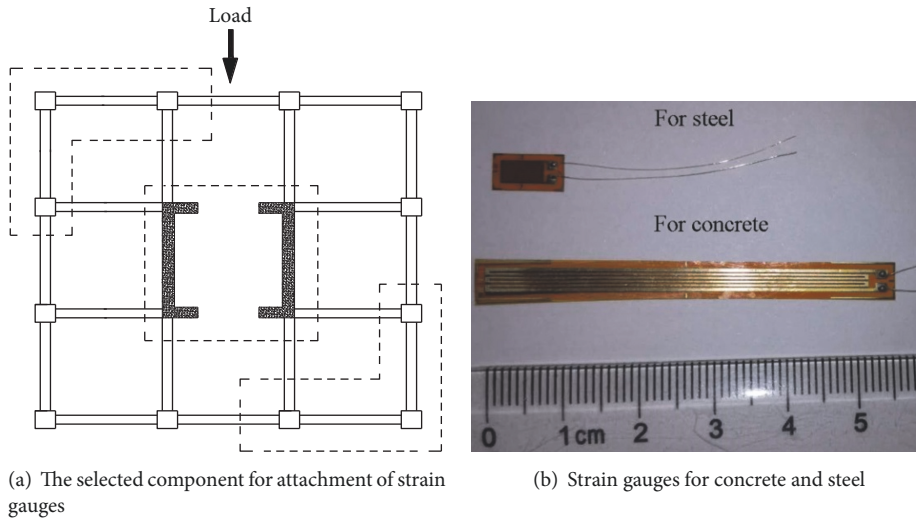 Load
For steel
For concrete
0 1 cm 2 3 4 5
(a) The selected component for attachment of strain
gauges
(b) Strain gauges for concrete and steel